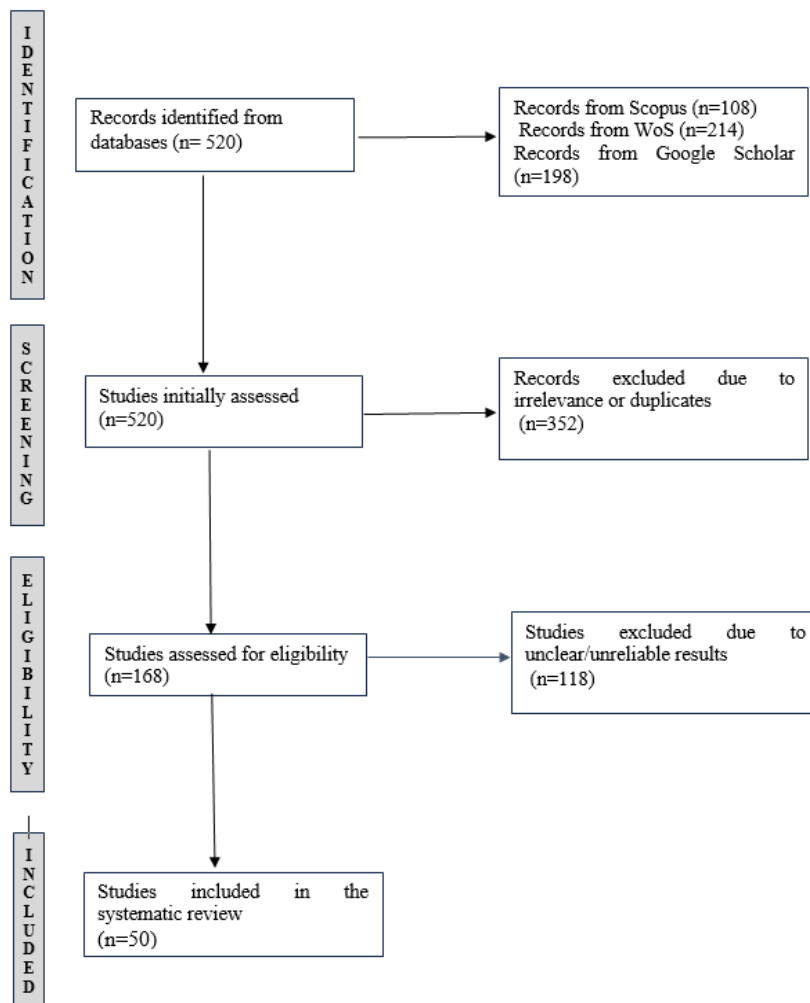 IDENTIFICATION
Records identified from
databases (n= 520)
Records from Scopus (n=108)
Records from WoS (n=214)
Records from Google Scholar
(n=198)
SCREENING
Studies initially assessed
(n=520)
Records excluded due to
irrelevance or duplicates
(n=352)
ELIGIBILITY
Studies assessed for eligibility
(n=168)
Studies excluded due to
unclear/unreliable results
(n=118)
INCLUDED
Studies included in the
systematic review
(n=50)